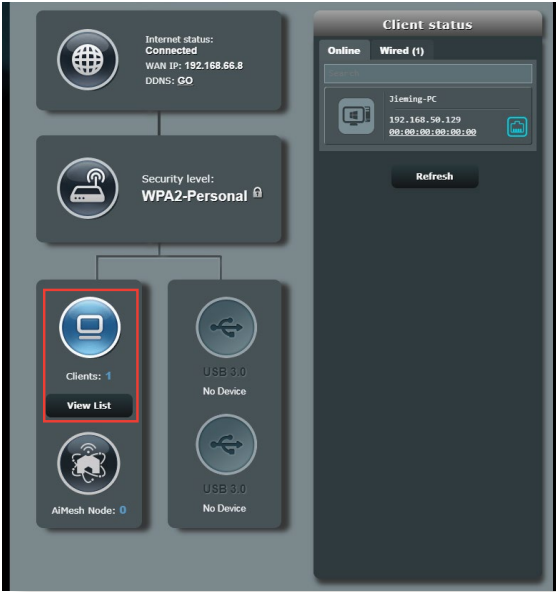 Internet status:
Connected
WAN IP: 192.168.66.8
DDNS: GO
Security level:
WPA2-Personal
Clients: 1
View List
AiMesh Node: 0
USB 3.0
No Device
USB 3.0
No Device
Client status
Online Wired (1)
Search
Jieming-PC
192.168.50.129
00:00:00:00:00:00
Refresh